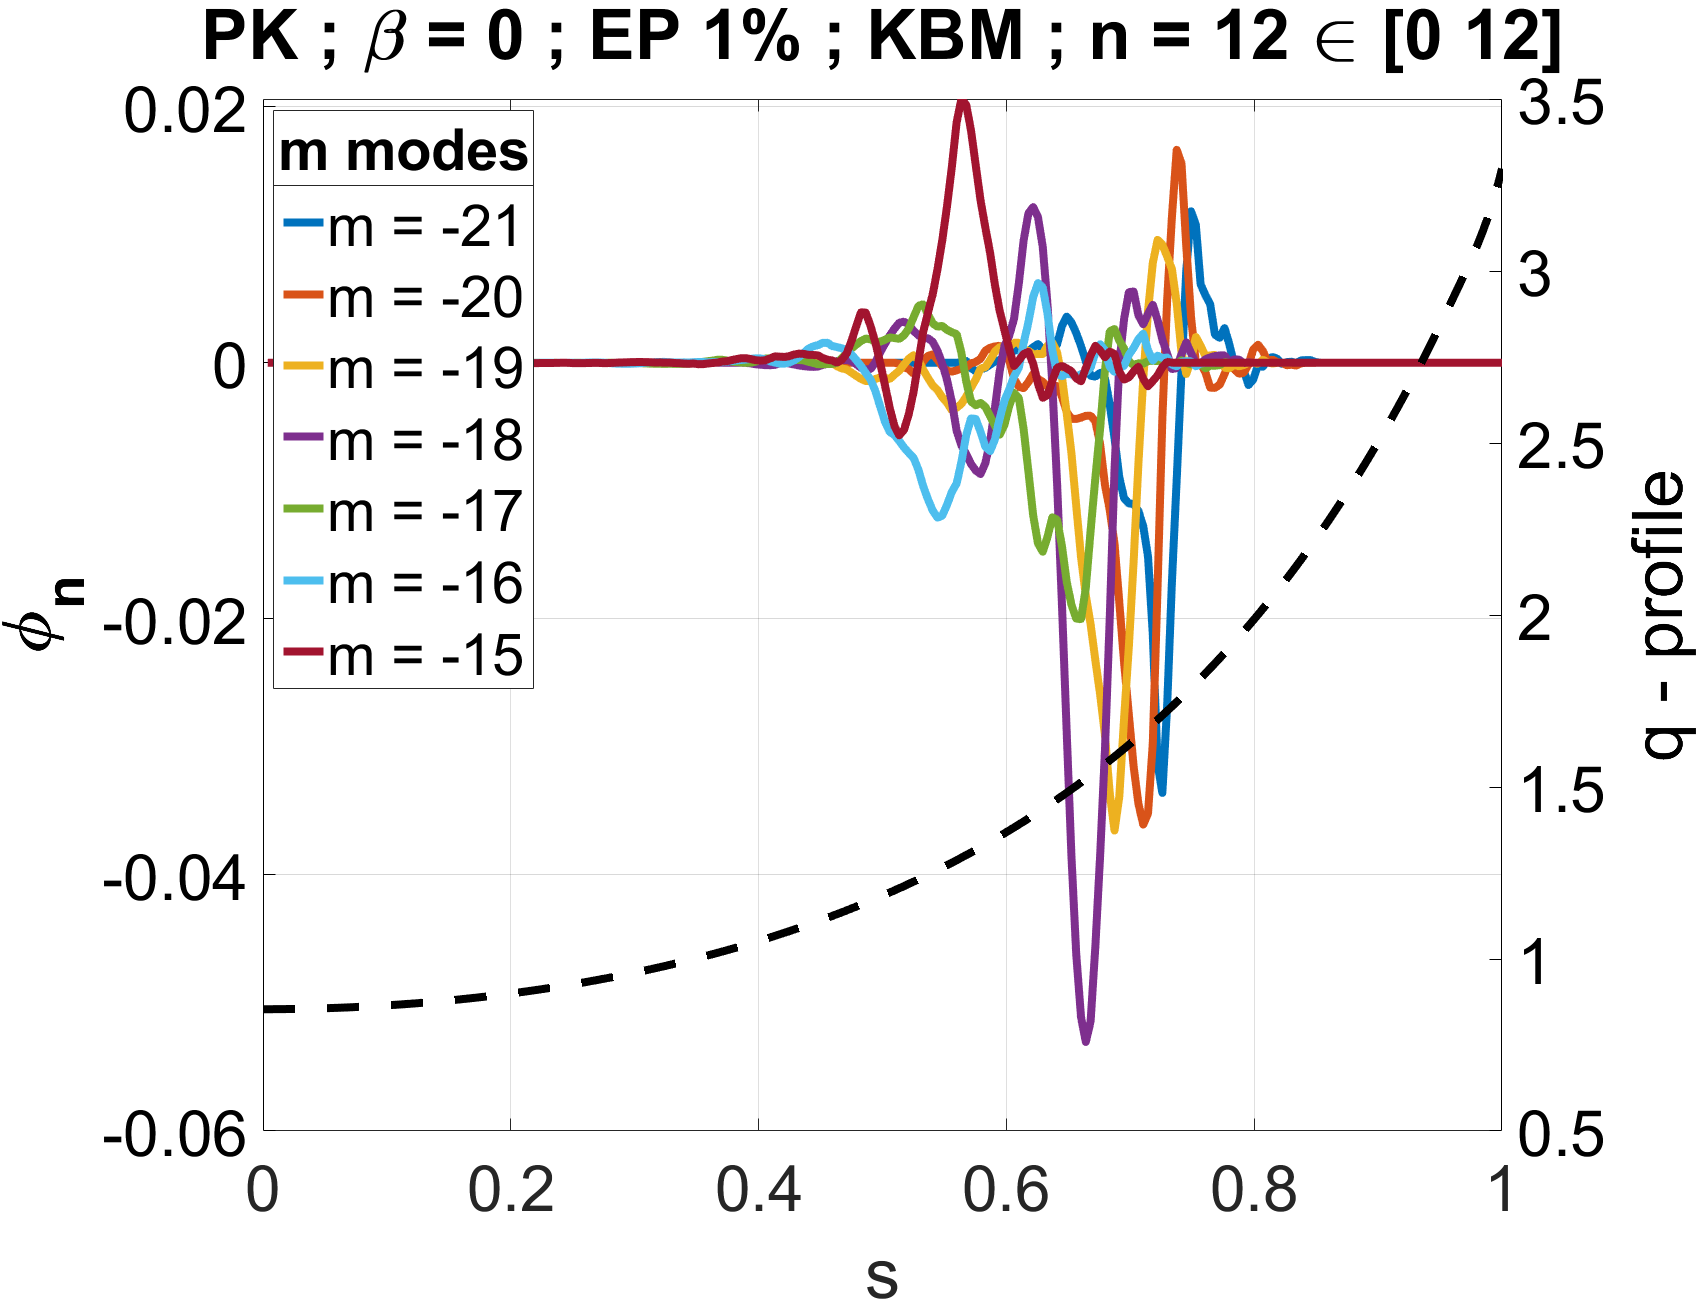 PK ; β = 0 ; EP 1% ; KBM ; n = 12 ∈ [0 12]
m modes
m = -21
m = -20
m = -19
m = -18
m = -17
m = -16
m = -15
0.02
0
-0.02
-0.04
-0.06
ϕn
3.5
3
2.5
2
1.5
1
0.5
q - profile
0 0.2 0.4 0.6 0.8 1
s